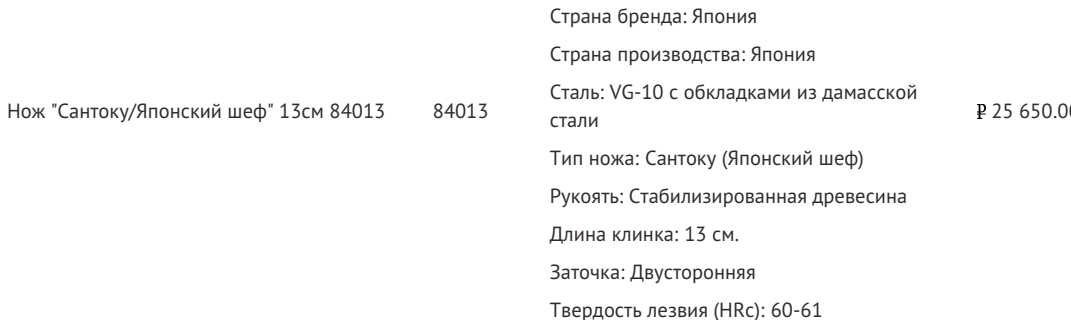 Страна бренда: Япония
Страна производства: Япония
Нож "Сантоку/Японский шеф" 13см 84013 84013 Сталь: VG-10 с обкладками из дамасской стали ₽ 25 650.00
Тип ножа: Сантоку (Японский шеф)
Рукоять: Стабилизированная древесина
Длина клинка: 13 см.
Заточка: Двусторонняя
Твердость лезвия (HRc): 60-61